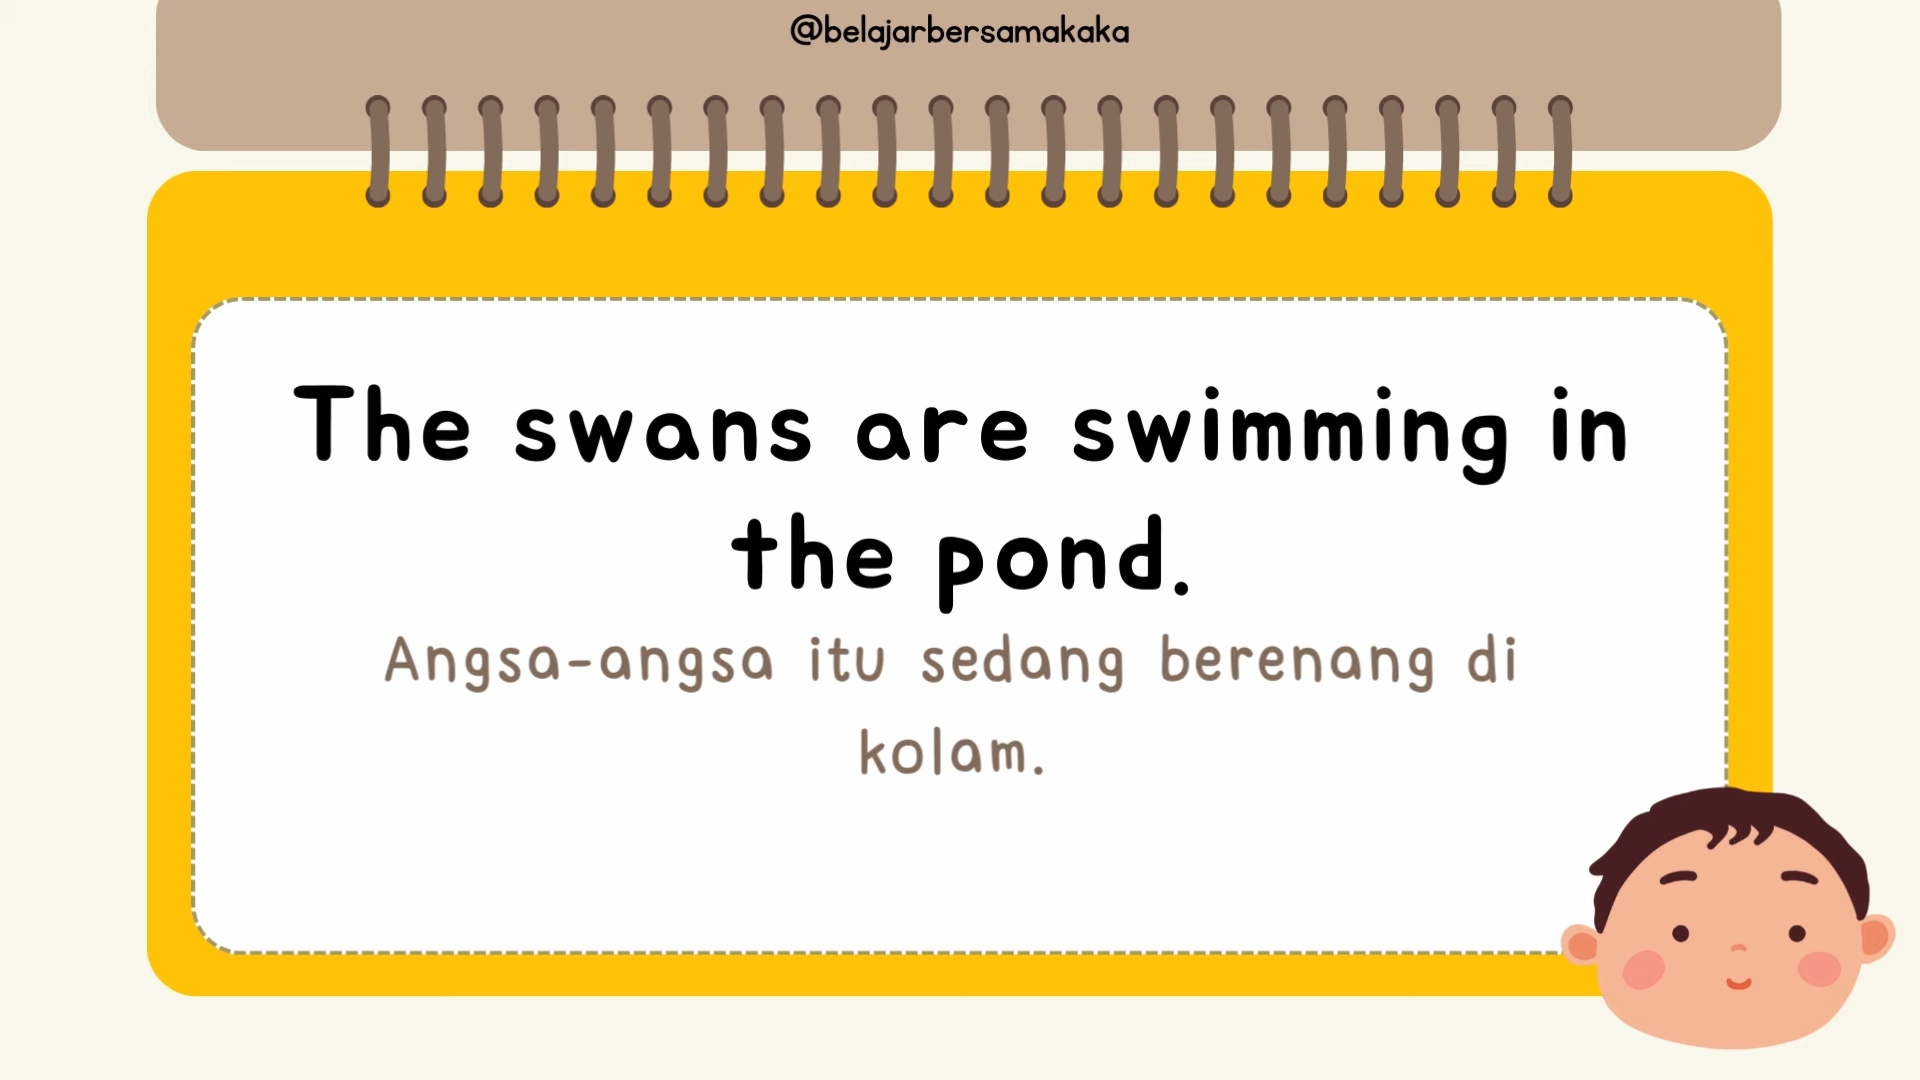 @belajarbersamakaka
The swans are swimming in
the pond.
Angsa-angsa itu sedang berenang di
kolam.